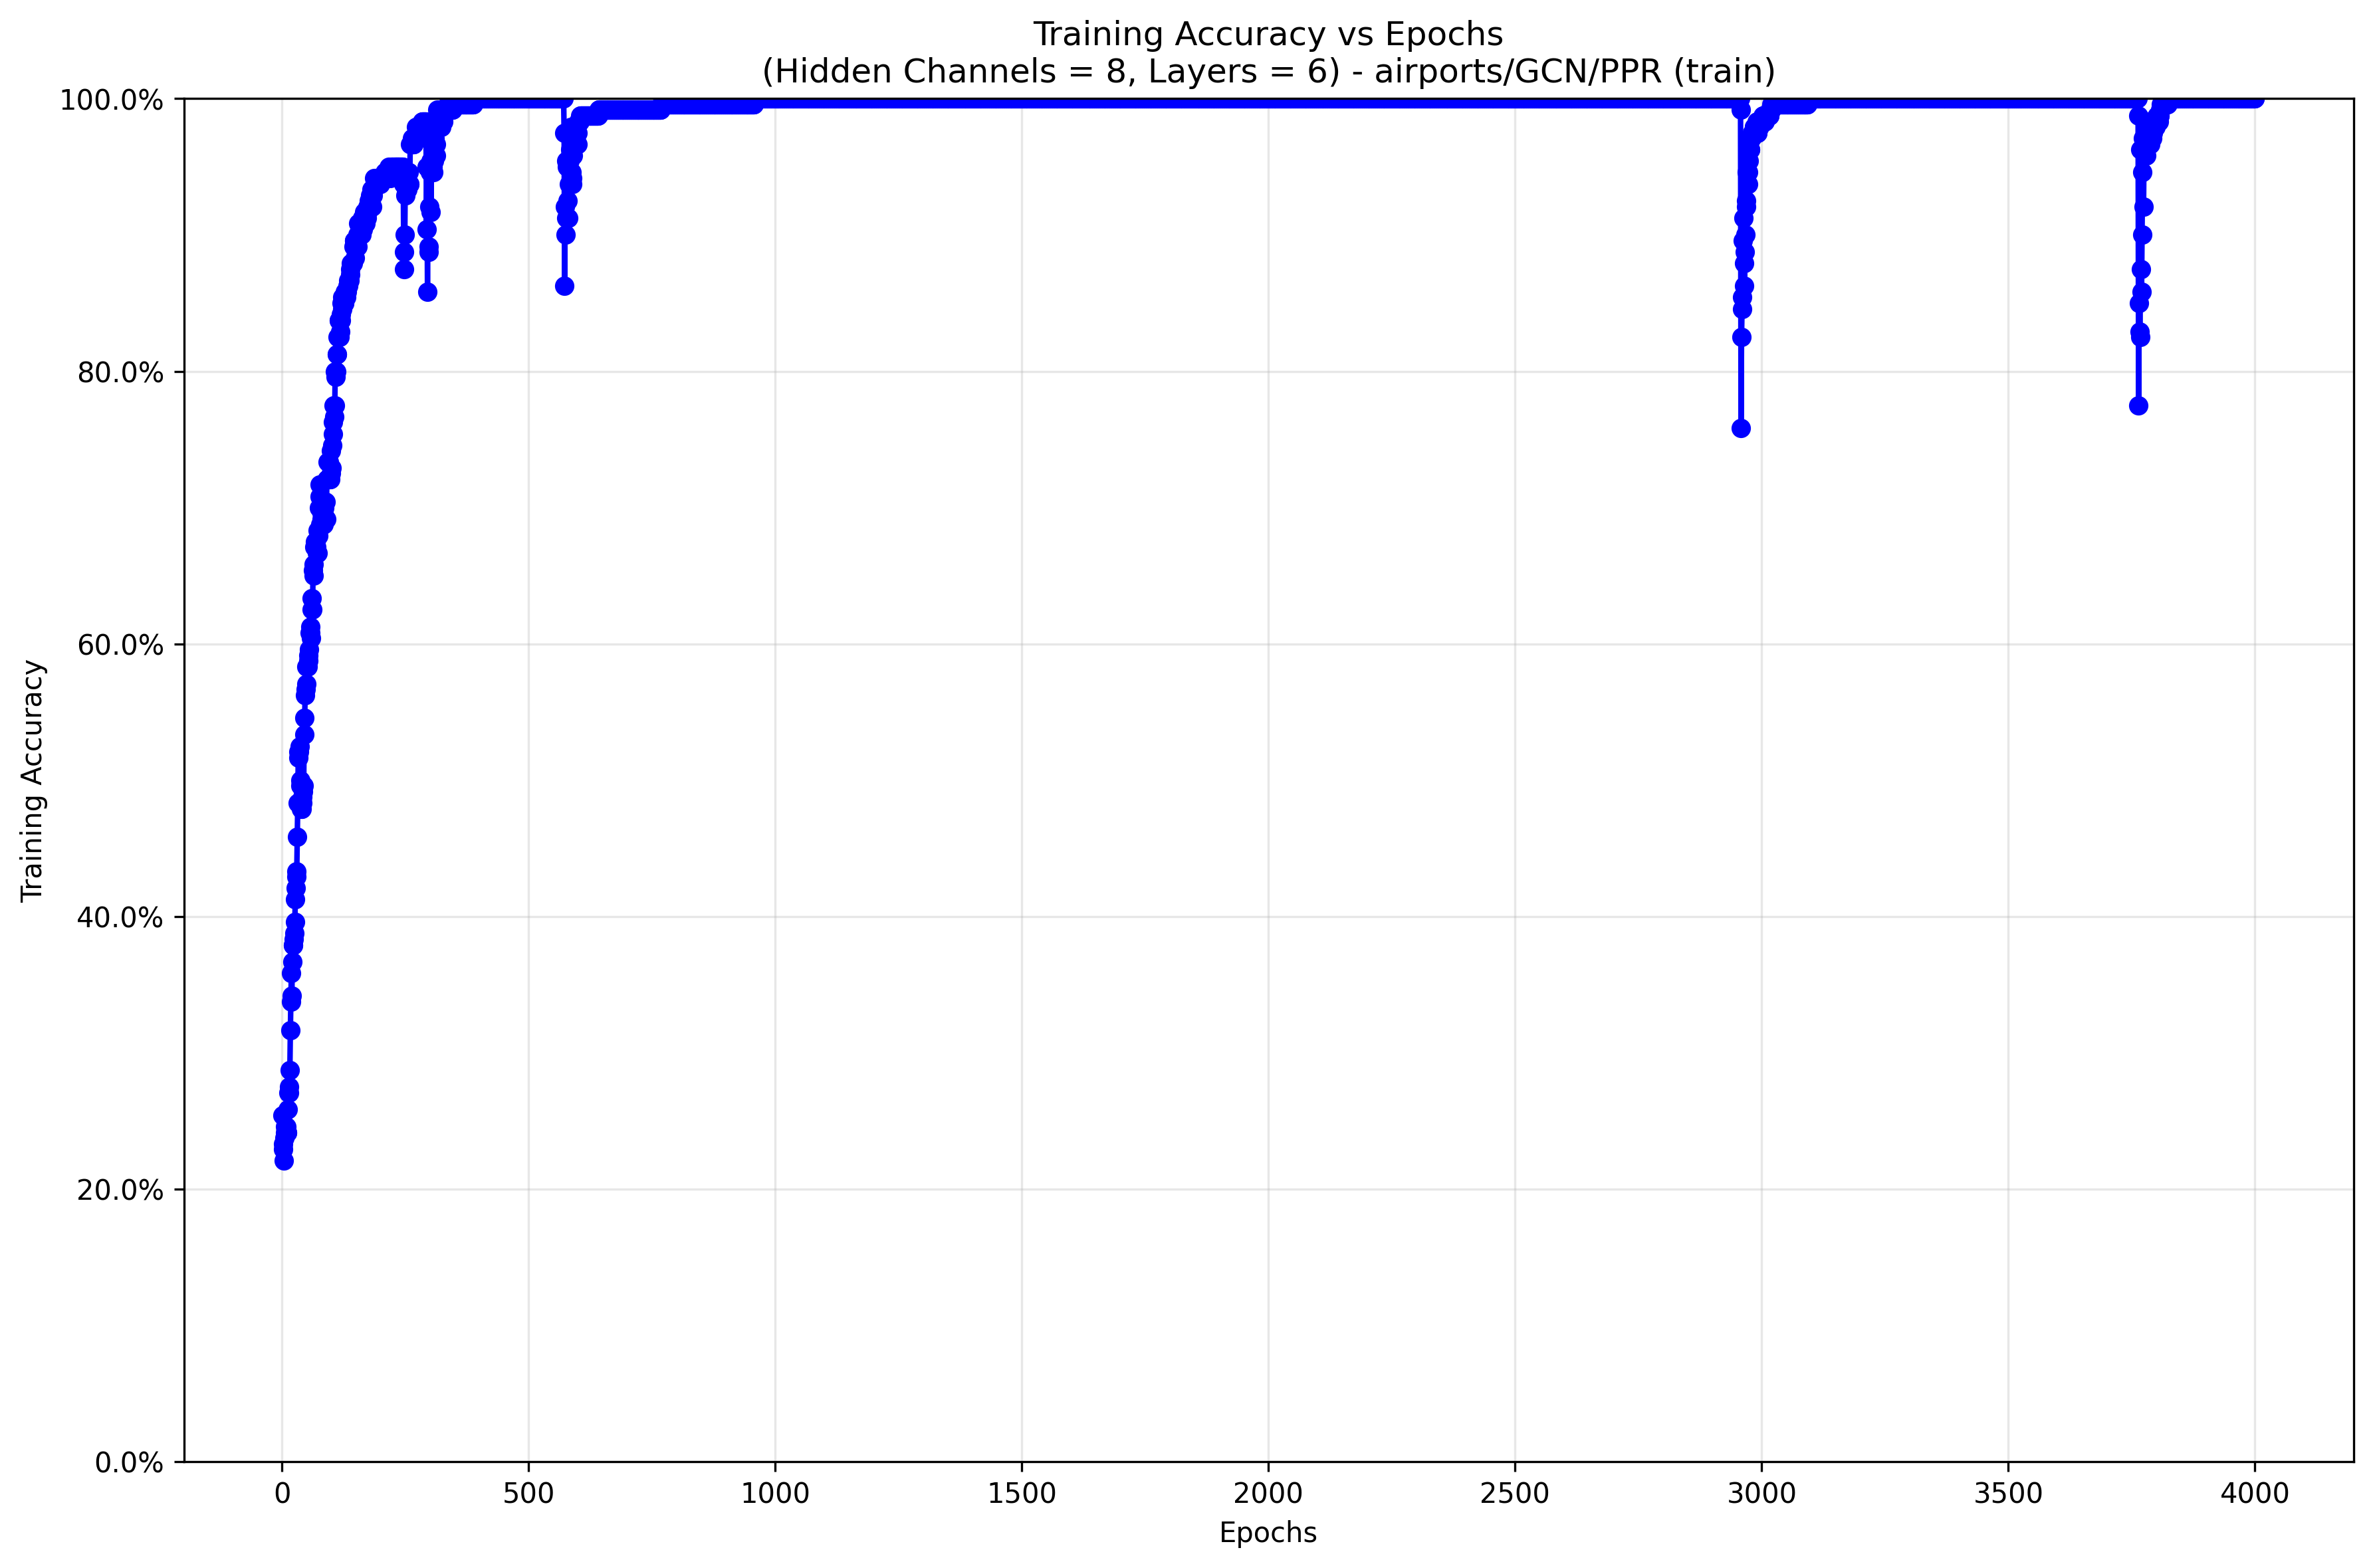 Training Accuracy vs Epochs
(Hidden Channels = 8, Layers = 6) - airports/GCN/PPR (train)
100.0%
80.0%
60.0%
40.0%
20.0%
0.0%
Training Accuracy
0 500 1000 1500 2000 2500 3000 3500 4000
Epochs